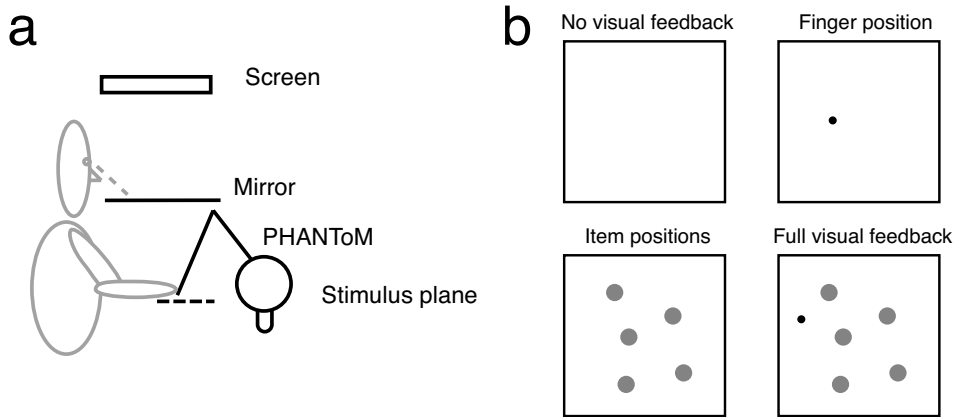 a
Screen
Mirror
PHANToM
Stimulus plane
b
No visual feedback
Finger position
Item positions
Full visual feedback